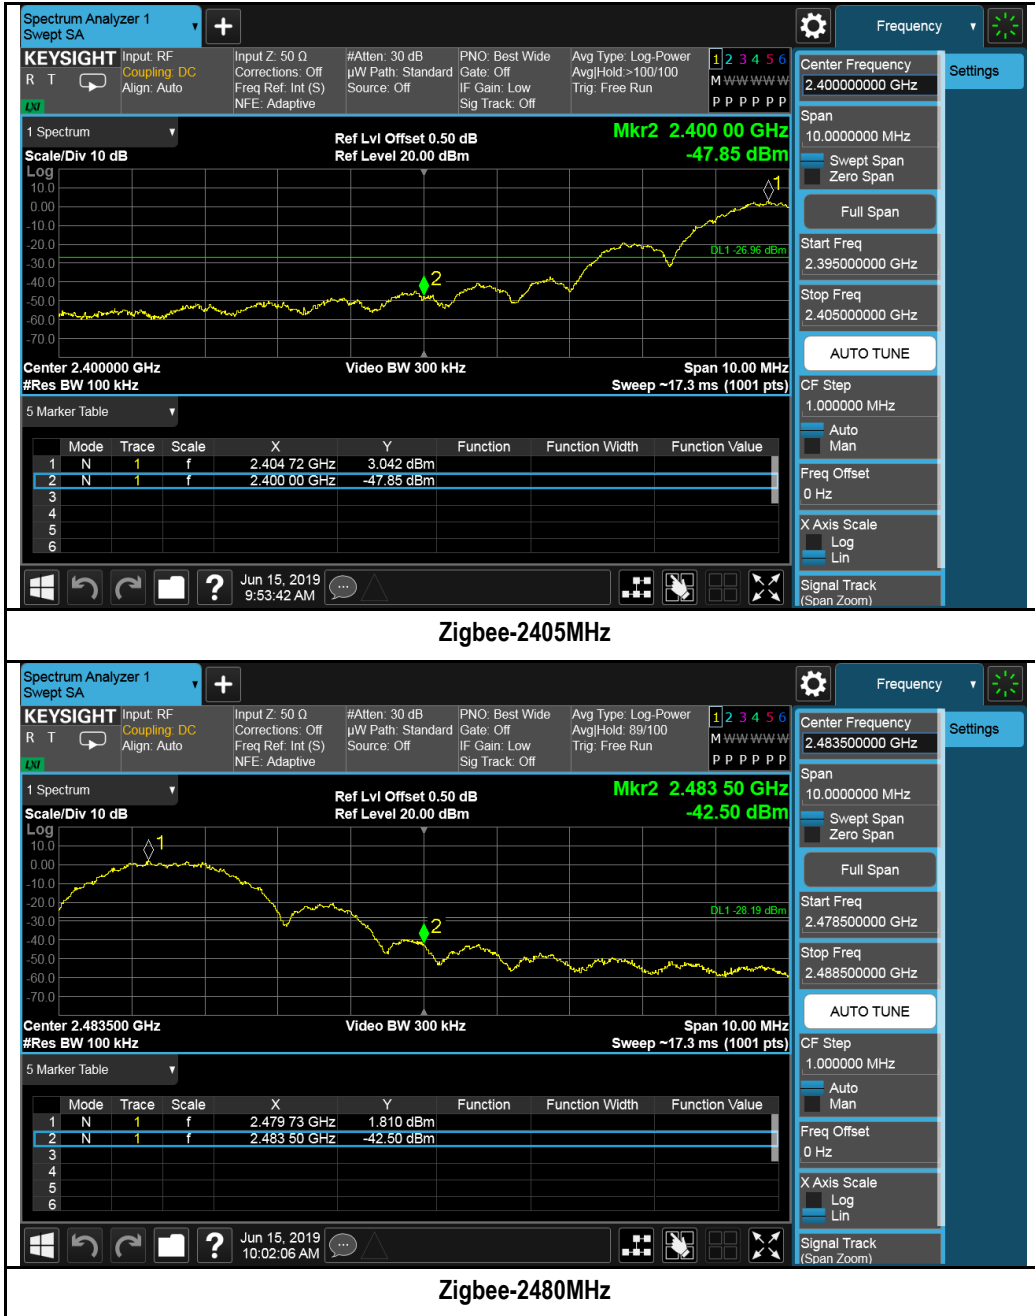 Spectrum Analyzer 1
Swept SA
Frequency
KEYSIGHT
R T
LXI
Input: RF
Coupling: DC
Align: Auto
Input Z: 50 Ω
Corrections: Off
Freq Ref: Int (S)
NFE: Adaptive
#Atten: 30 dB
µW Path: Standard
Source: Off
PNO: Best Wide
Gate: Off
IF Gain: Low
Sig Track: Off
Avg Type: Log-Power
Avg|Hold:>100/100
Trig: Free Run
1 2 3 4 5 6
M W W W W W
P P P P P P
1 Spectrum
Scale/Div 10 dB
Ref Lvl Offset 0.50 dB
Ref Level 20.00 dBm
Mkr2 2.400 00 GHz
-47.85 dBm
Log
10.0
0.00
-10.0
-20.0
-30.0
-40.0
-50.0
-60.0
-70.0
1
2
DL1 -26.96 dBm
Center 2.400000 GHz
#Res BW 100 kHz
Video BW 300 kHz
Span 10.00 MHz
Sweep ~17.3 ms (1001 pts)
5 Marker Table
Mode Trace Scale X Y Function Function Width Function Value
1 N 1 f 2.404 72 GHz 3.042 dBm
2 N 1 f 2.400 00 GHz -47.85 dBm
3
4
5
6
?
Jun 15, 2019
9:53:42 AM
Center Frequency
2.400000000 GHz
Settings
Span
10.0000000 MHz
Swept Span
Zero Span
Full Span
Start Freq
2.395000000 GHz
Stop Freq
2.405000000 GHz
AUTO TUNE
CF Step
1.000000 MHz
Auto
Man
Freq Offset
0 Hz
X Axis Scale
Log
Lin
Signal Track
(Span Zoom)
Zigbee-2405MHz
Spectrum Analyzer 1
Swept SA
Frequency
KEYSIGHT
R T
LXI
Input: RF
Coupling: DC
Align: Auto
Input Z: 50 Ω
Corrections: Off
Freq Ref: Int (S)
NFE: Adaptive
#Atten: 30 dB
µW Path: Standard
Source: Off
PNO: Best Wide
Gate: Off
IF Gain: Low
Sig Track: Off
Avg Type: Log-Power
Avg|Hold: 89/100
Trig: Free Run
1 2 3 4 5 6
M W W W W W
P P P P P P
1 Spectrum
Scale/Div 10 dB
Ref Lvl Offset 0.50 dB
Ref Level 20.00 dBm
Mkr2 2.483 50 GHz
-42.50 dBm
Log
10.0
0.00
-10.0
-20.0
-30.0
-40.0
-50.0
-60.0
-70.0
1
2
DL1 -28.19 dBm
Center 2.483500 GHz
#Res BW 100 kHz
Video BW 300 kHz
Span 10.00 MHz
Sweep ~17.3 ms (1001 pts)
5 Marker Table
Mode Trace Scale X Y Function Function Width Function Value
1 N 1 f 2.479 73 GHz 1.810 dBm
2 N 1 f 2.483 50 GHz -42.50 dBm
3
4
5
6
?
Jun 15, 2019
10:02:06 AM
Center Frequency
2.483500000 GHz
Settings
Span
10.0000000 MHz
Swept Span
Zero Span
Full Span
Start Freq
2.478500000 GHz
Stop Freq
2.488500000 GHz
AUTO TUNE
CF Step
1.000000 MHz
Auto
Man
Freq Offset
0 Hz
X Axis Scale
Log
Lin
Signal Track
(Span Zoom)
Zigbee-2480MHz